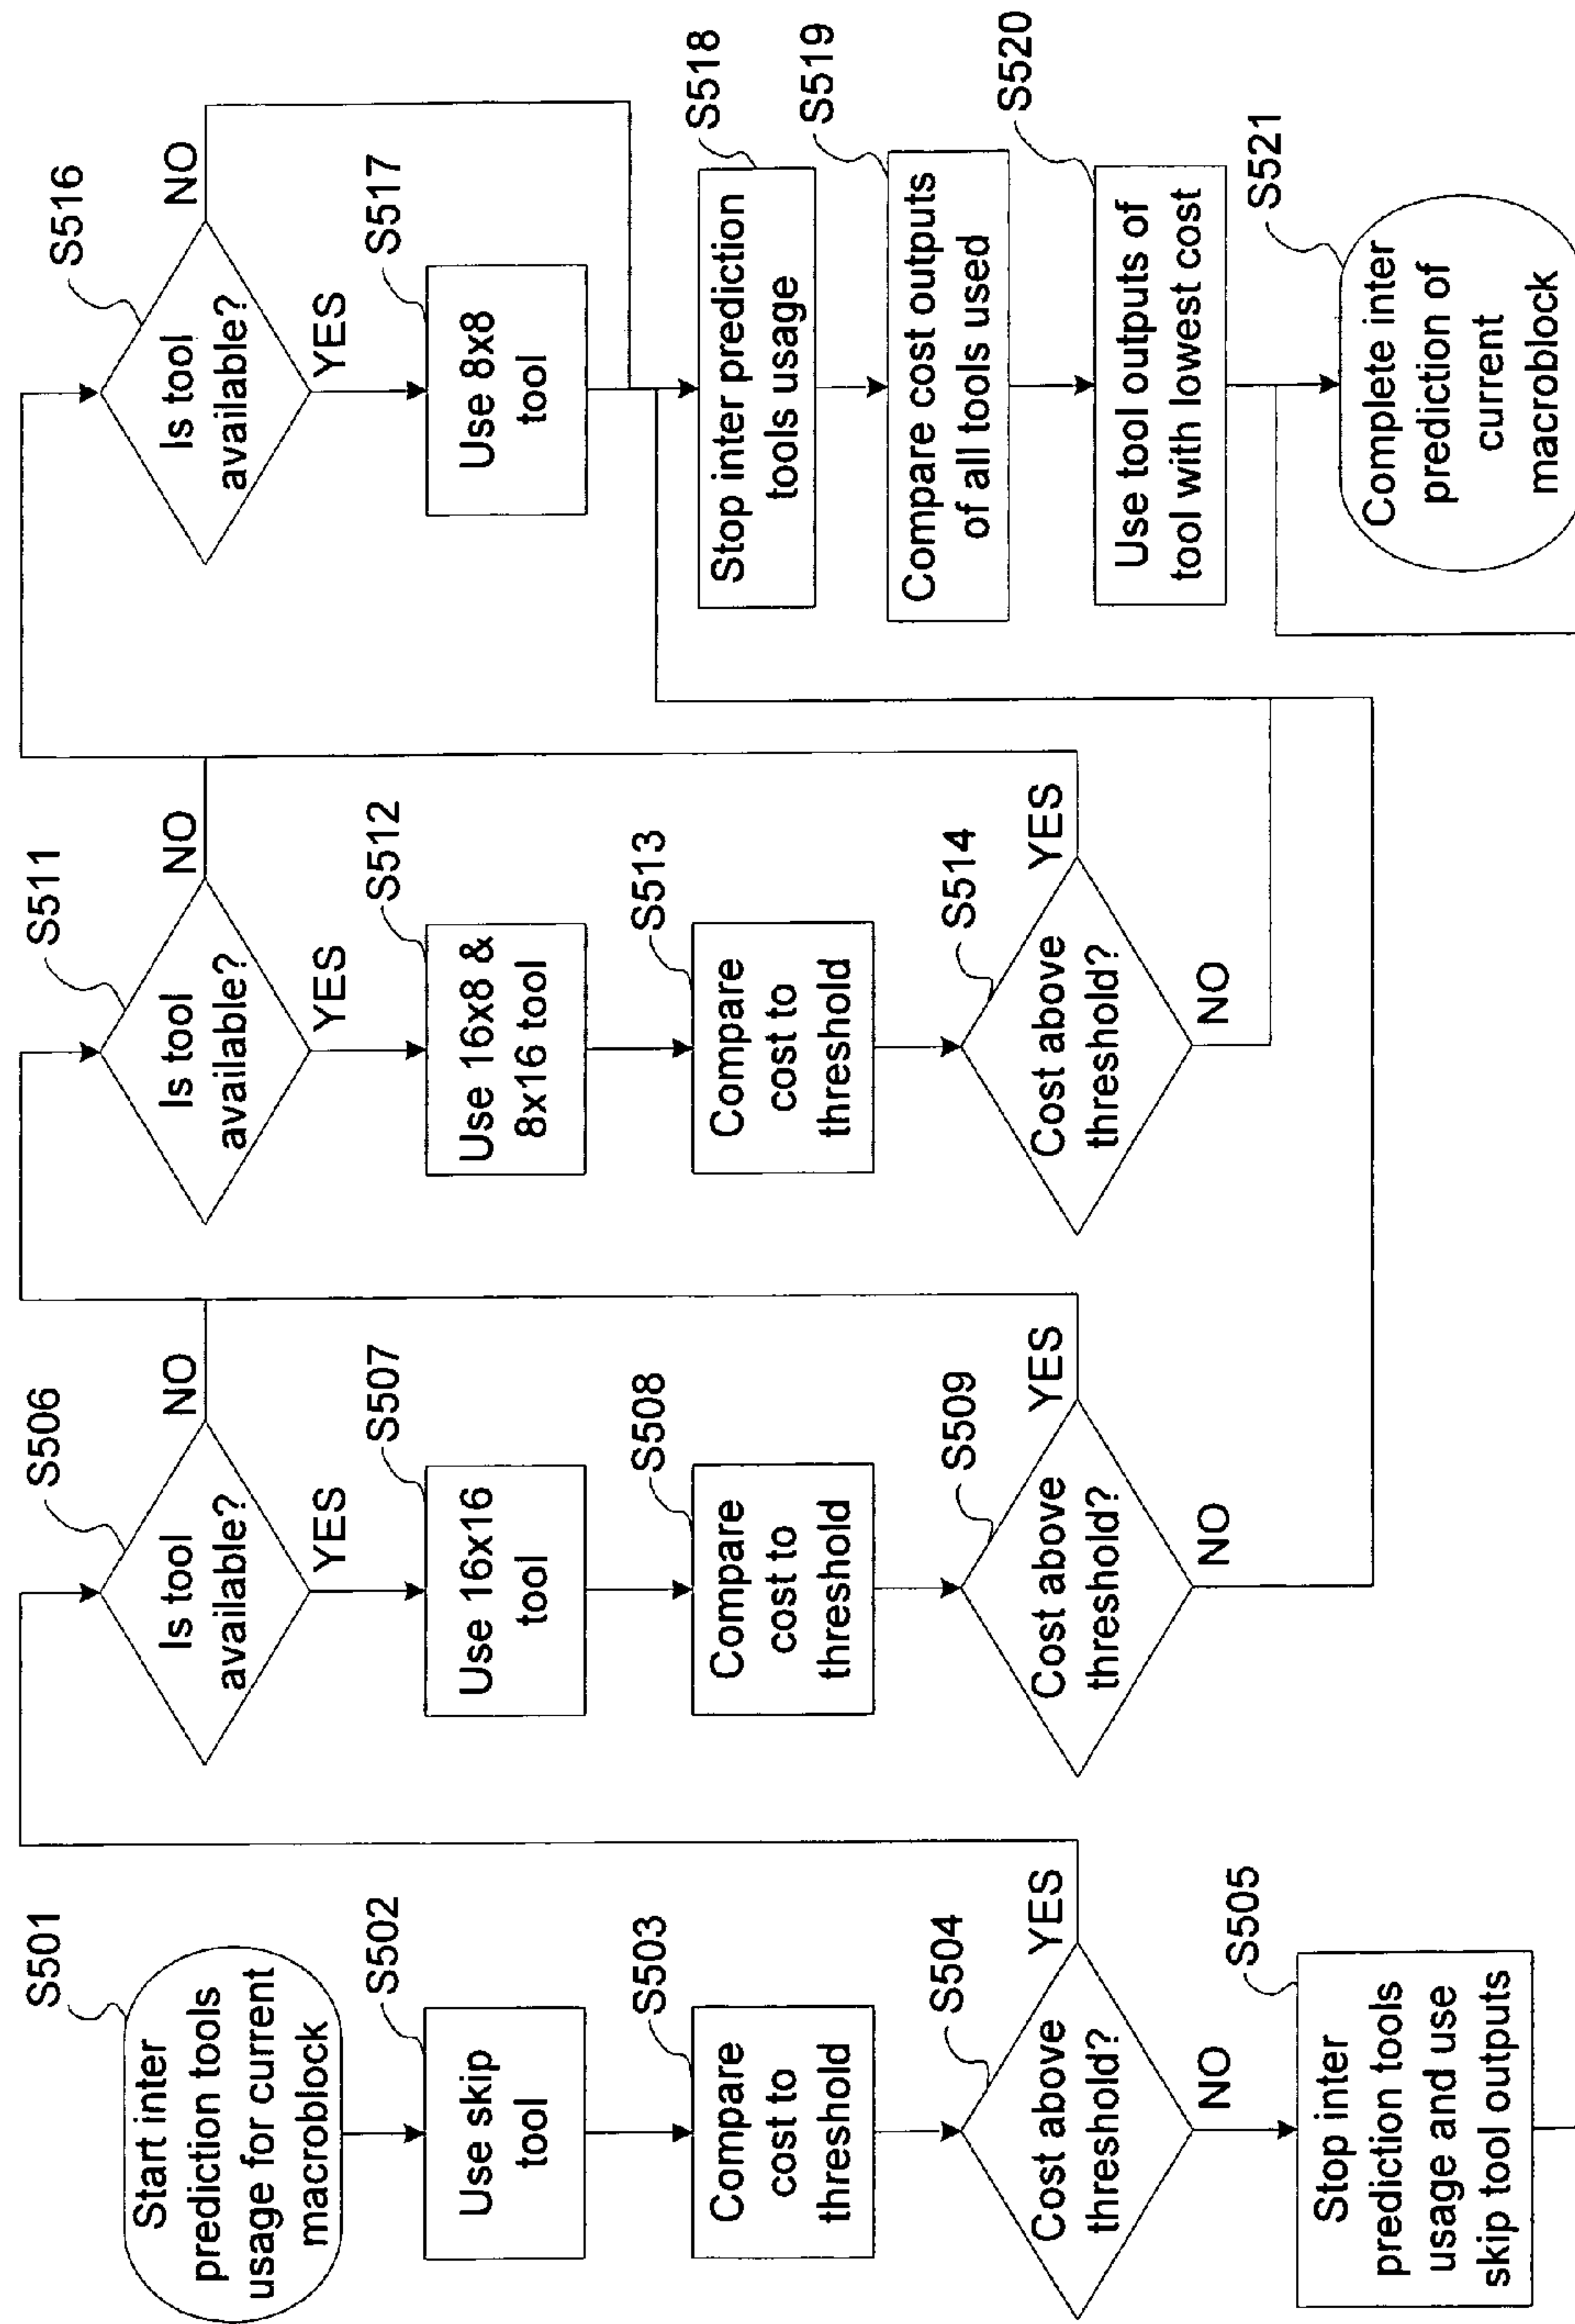 S501
Start inter
prediction tools
usage for current
macroblock
S502
Use skip
tool
S503
Compare
cost to
threshold
S504
Cost above
threshold?
YES
NO
S505
Stop inter
prediction tools
usage and use
skip tool outputs
S506
Is tool
available?
NO
YES
S507
Use 16x16
tool
S508
Compare
cost to
threshold
S509
Cost above
threshold?
YES
NO
S511
Is tool
available?
NO
YES
S512
Use 16x8 &
8x16 tool
S513
Compare
cost to
threshold
S514
Cost above
threshold?
YES
NO
S516
Is tool
available?
NO
YES
S517
Use 8x8
tool
S518
Stop inter prediction
tools usage
S519
Compare cost outputs
of all tools used
S520
Use tool outputs of
tool with lowest cost
S521
Complete inter
prediction of
current
macroblock